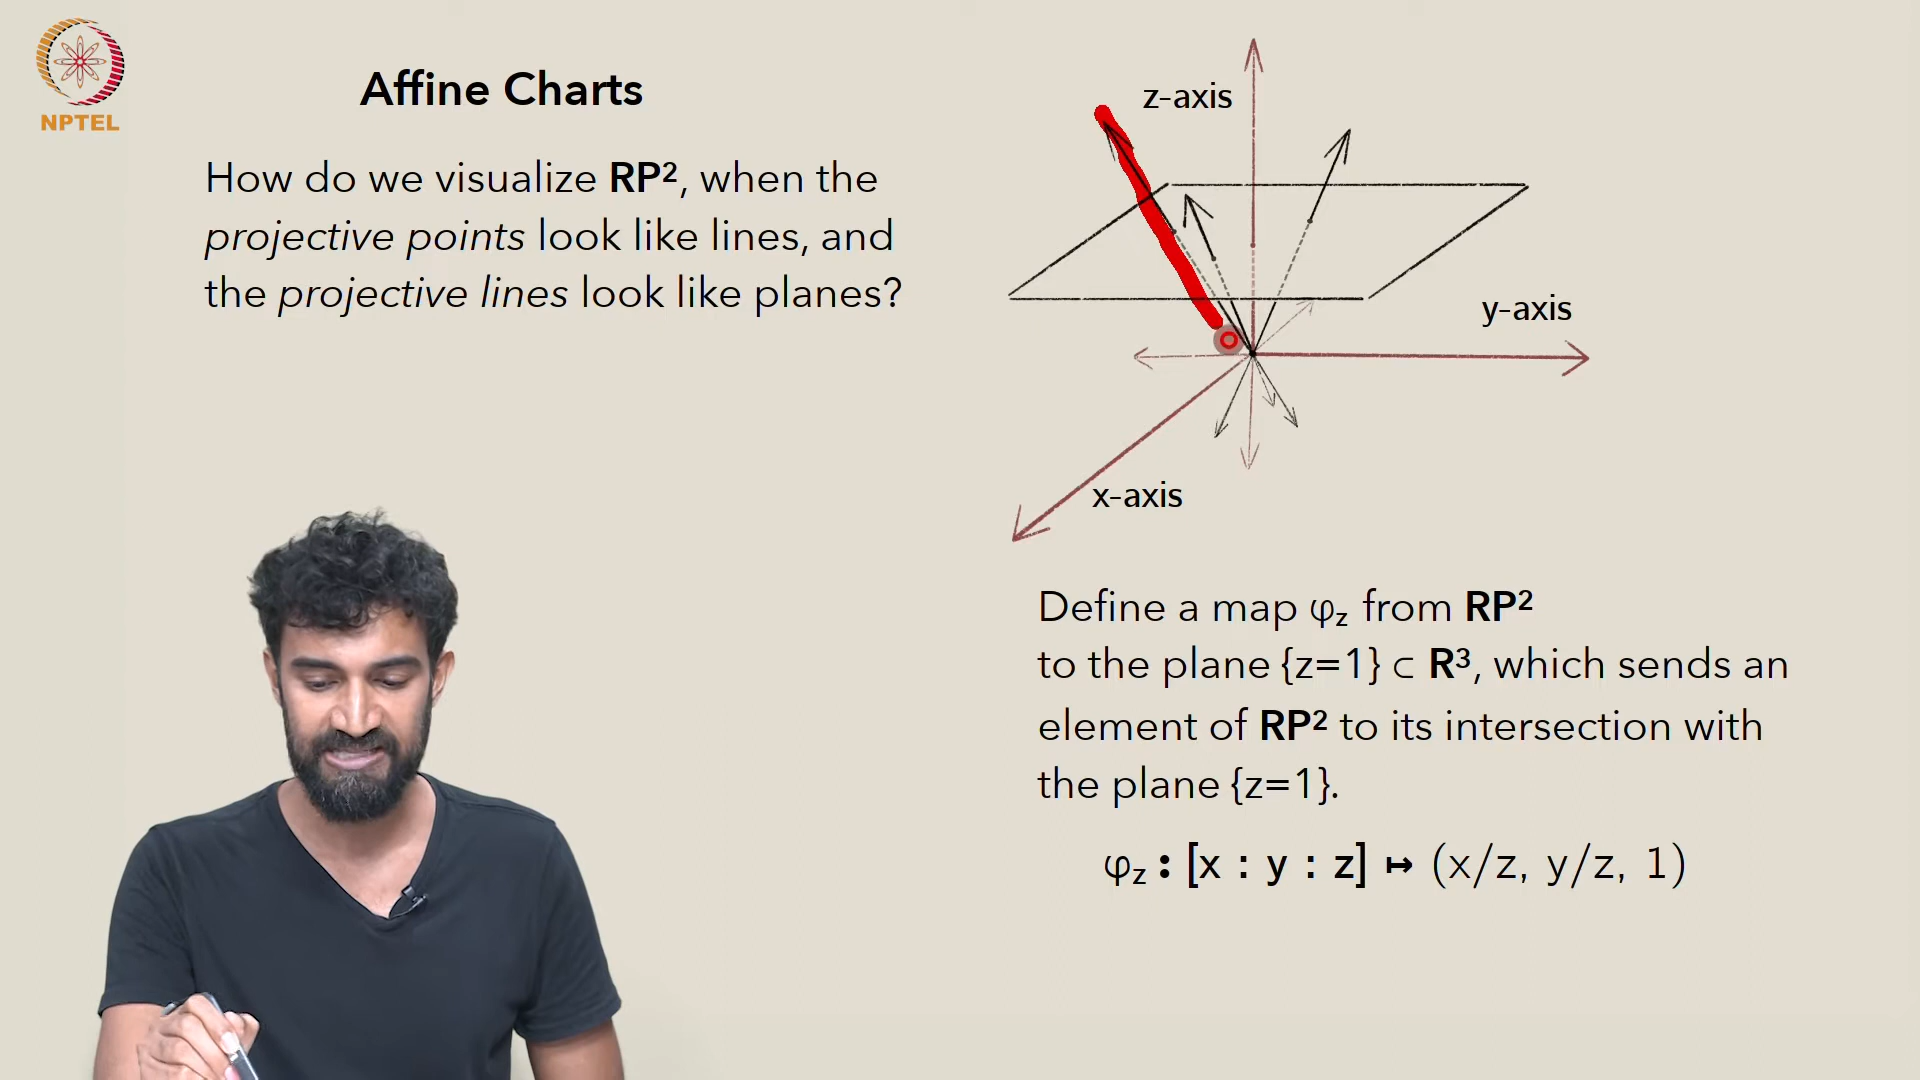 NPTEL
Affine Charts
How do we visualize RP², when the
projective points look like lines, and
the projective lines look like planes?
z-axis
y-axis
x-axis
Define a map φ_z from RP²
to the plane {z=1} ⊂ R³, which sends an
element of RP² to its intersection with
the plane {z=1}.
φ_z : [x : y : z] ↦ (x/z, y/z, 1)